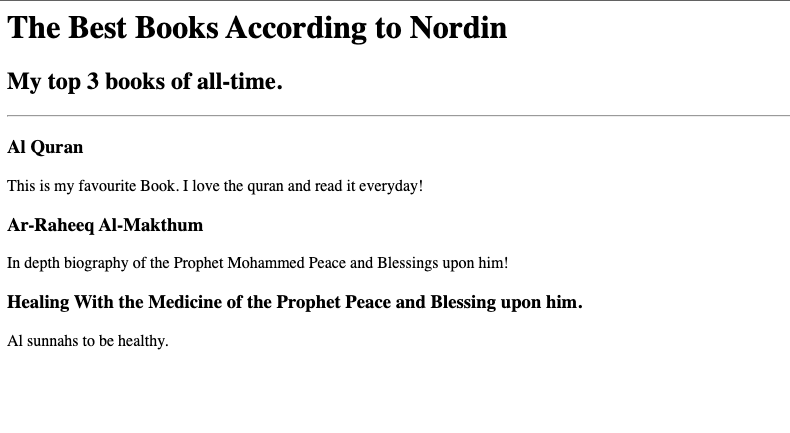 The Best Books According to Nordin
My top 3 books of all-time.
Al Quran
This is my favourite Book. I love the quran and read it everyday!
Ar-Raheeq Al-Makthum
In depth biography of the Prophet Mohammed Peace and Blessings upon him!
Healing With the Medicine of the Prophet Peace and Blessing upon him.
Al sunnahs to be healthy.